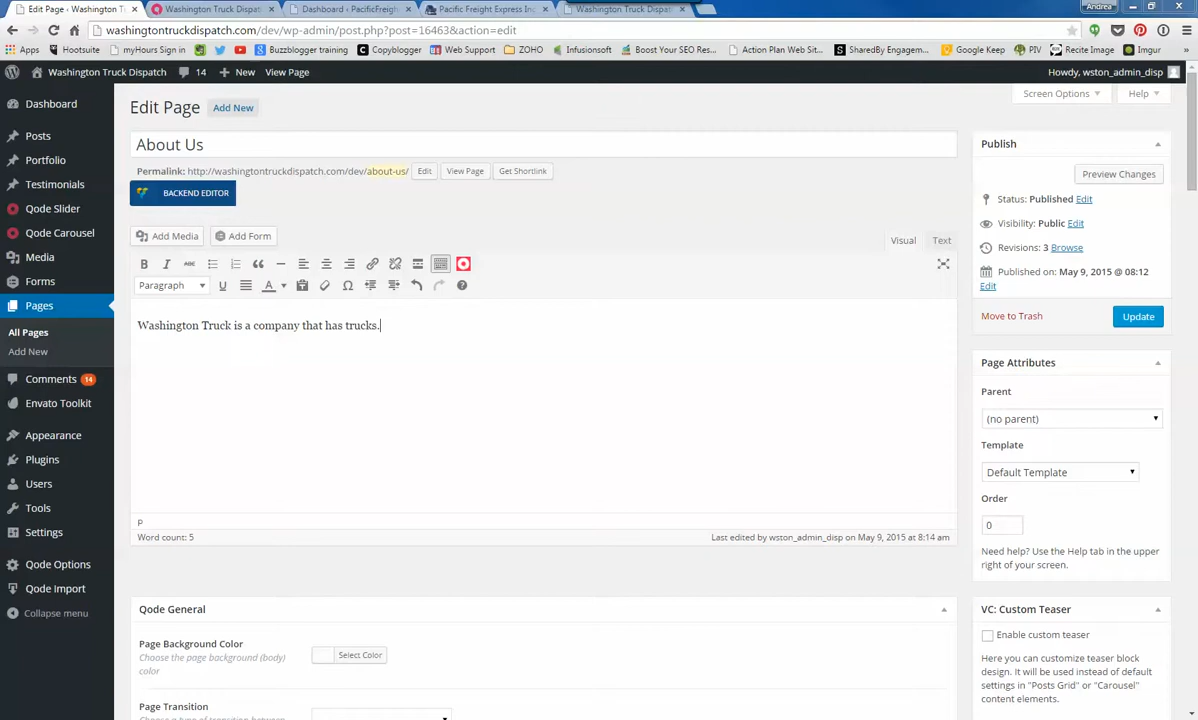 Edit Page ‹ Washington T
Washington Truck Dispatc
Dashboard ‹ PacificFreight
Pacific Freight Express Inc
Washington Truck Dispatc
Andrea
washingtontruckdispatch.com/dev/wp-admin/post.php?post=16463&action=edit
Apps
Hootsuite
myHours Sign in
Buzzblogger training
Copyblogger
Web Support
ZOHO
Infusionsoft
Boost Your SEO Res...
Action Plan Web Sit...
SharedBy Engagem...
Google Keep
PIV
Recite Image
Imgur
»
Washington Truck Dispatch
14
New
View Page
Howdy, wston_admin_disp
Screen Options
Help
Dashboard
Posts
Portfolio
Testimonials
Qode Slider
Qode Carousel
Media
Forms
Pages
All Pages
Add New
Comments 14
Envato Toolkit
Appearance
Plugins
Users
Tools
Settings
Qode Options
Qode Import
Collapse menu
Edit Page Add New
About Us
Permalink: http://washingtontruckdispatch.com/dev/about-us/ Edit View Page Get Shortlink
BACKEND EDITOR
Add Media Add Form
Visual Text
B I ABC
Paragraph U A Ω
Washington Truck is a company that has trucks.
p
Word count: 5
Last edited by wston_admin_disp on May 9, 2015 at 8:14 am
Qode General
Page Background Color
Choose the page background (body)
color
Select Color
Page Transition
Choose a type of transition between
Publish
Preview Changes
Status: Published Edit
Visibility: Public Edit
Revisions: 3 Browse
Published on: May 9, 2015 @ 08:12
Edit
Move to Trash
Update
Page Attributes
Parent
(no parent)
Template
Default Template
Order
0
Need help? Use the Help tab in the upper
right of your screen.
VC: Custom Teaser
Enable custom teaser
Here you can customize teaser block
design. It will be used instead of default
settings in "Posts Grid" or "Carousel"
content elements.